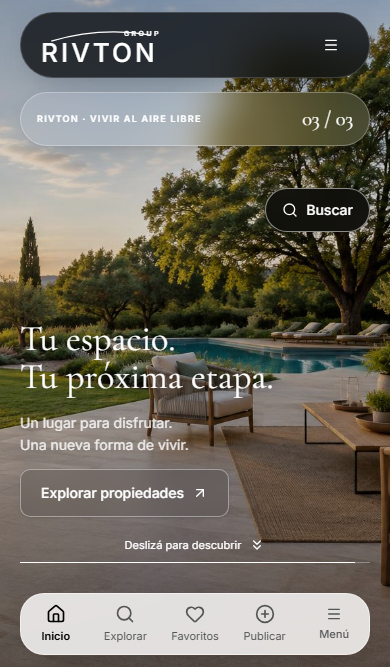 GROUP
RIVTON
RIVTON · VIVIR AL AIRE LIBRE
03 / 03
Buscar
Tu espacio.
Tu próxima etapa.
Un lugar para disfrutar.
Una nueva forma de vivir.
Explorar propiedades
Deslizá para descubrir
Inicio
Explorar
Favoritos
Publicar
Menú